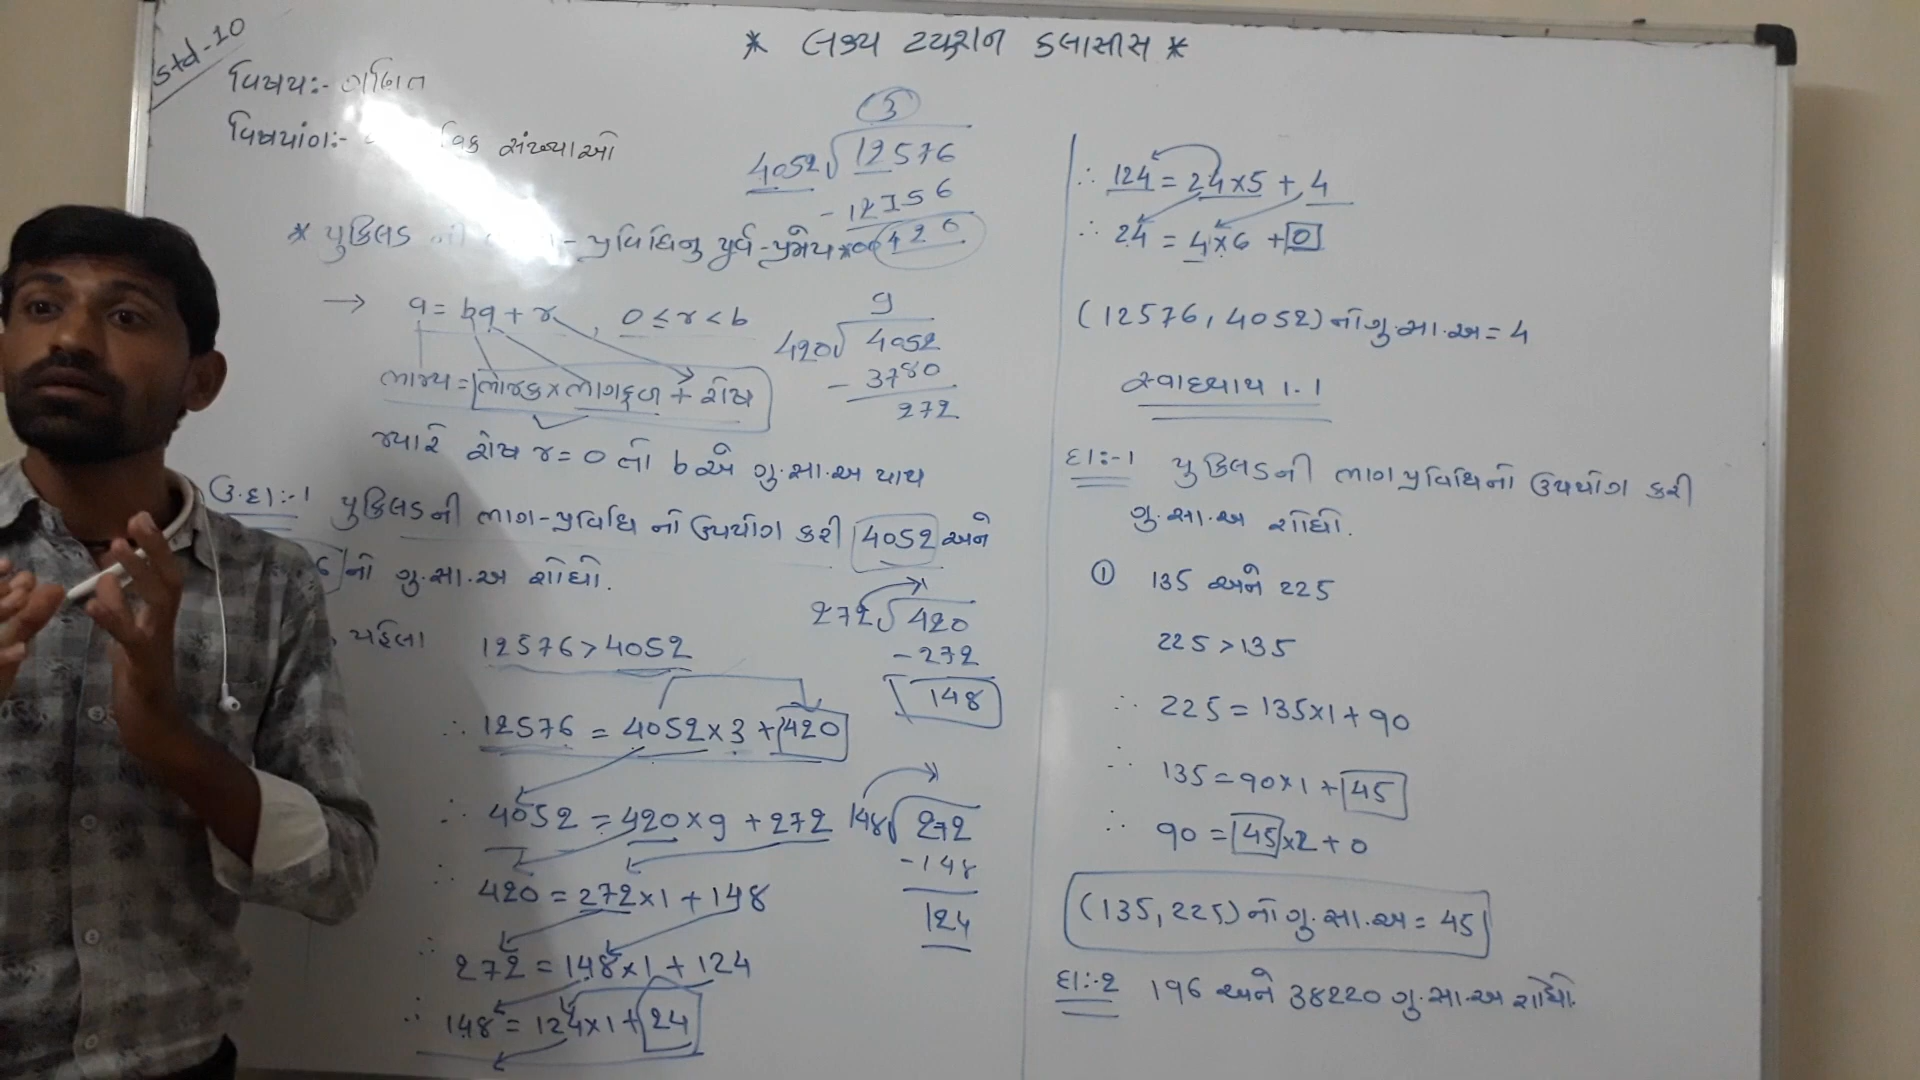 std-10
* લક્ષ્ય ટયુશન કલાસીસ *
વિષય:- ગણિત
વિષયાંગ:- સંખ્યાઓ
* યુક્લિડ ની - પ્રવિધિનુ પૂર્વ-પ્રમેય *
→ a = bq + r , 0 ≤ r < b
ભાજ્ય = ભાજક × ભાગફળ + શેષ
જ્યારે શેષ r = 0 તો b એ ગુ.સા.અ થાય
ઉ.દા:-1 યુક્લિડની ભાગ-પ્રવિધિ નો ઉપયોગ કરી 4052 અને
6 નો ગુ.સા.અ શોધો.
પહેલા 12576 > 4052
∴ 12576 = 4052 × 3 + 420
∴ 4052 = 420 × 9 + 272
∴ 420 = 272 × 1 + 148
∴ 272 = 148 × 1 + 124
∴ 148 = 124 × 1 + 24
3
4052 √ 12576
- 12156
00420
9
420 √ 4052
- 3780
272
272 √ 420
- 272
148
148 √ 272
- 148
124
∴ 124 = 24 × 5 + 4
∴ 24 = 4 × 6 + 0
(12576, 4052) નો ગુ.સા.અ = 4
સ્વાધ્યાય 1.1
દા:-1 યુક્લિડની ભાગ પ્રવિધિનો ઉપયોગ કરી
ગુ.સા.અ શોધો.
① 135 અને 225
225 > 135
∴ 225 = 135 × 1 + 90
∴ 135 = 90 × 1 + 45
∴ 90 = 45 × 2 + 0
(135, 225) નો ગુ.સા.અ = 45
દા:-2 196 અને 38220 ગુ.સા.અ શોધો.